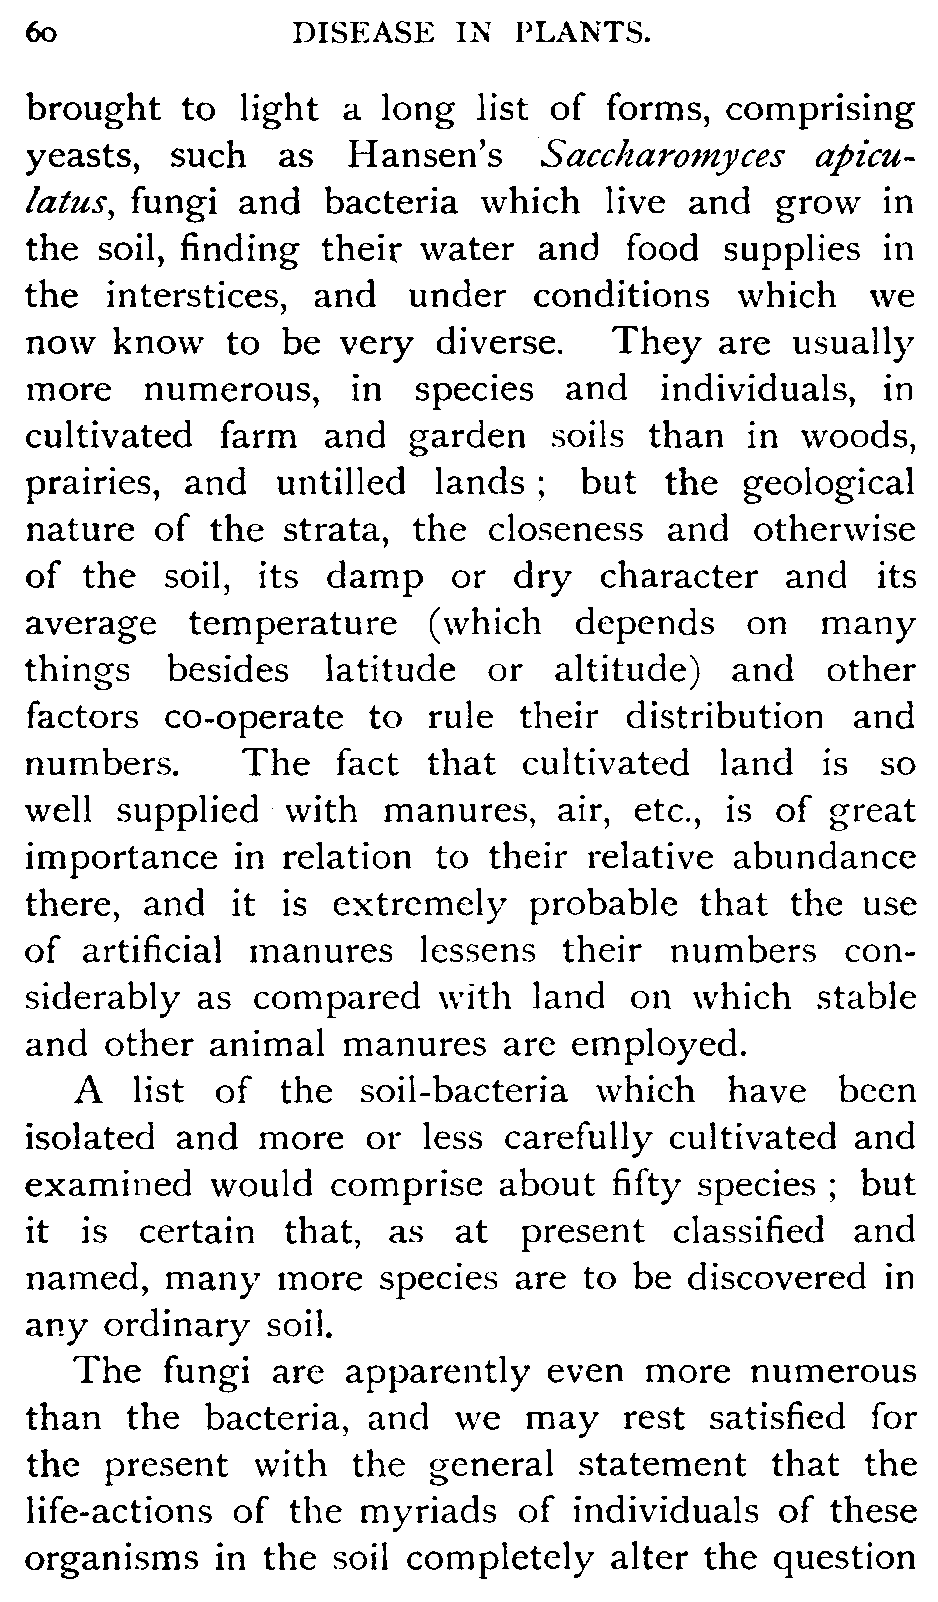 60 DISEASE IN PLANTS.
brought to light a long list of forms, comprising
yeasts, such as Hansen's Saccharomyces apicu-
latus, fungi and bacteria which live and grow in
the soil, finding their water and food supplies in
the interstices, and under conditions which we
now know to be very diverse. They are usually
more numerous, in species and individuals, in
cultivated farm and garden soils than in woods,
prairies, and untilled lands ; but the geological
nature of the strata, the closeness and otherwise
of the soil, its damp or dry character and its
average temperature (which depends on many
things besides latitude or altitude) and other
factors co-operate to rule their distribution and
numbers. The fact that cultivated land is so
well supplied with manures, air, etc., is of great
importance in relation to their relative abundance
there, and it is extremely probable that the use
of artificial manures lessens their numbers con-
siderably as compared with land on which stable
and other animal manures are employed.
A list of the soil-bacteria which have been
isolated and more or less carefully cultivated and
examined would comprise about fifty species ; but
it is certain that, as at present classified and
named, many more species are to be discovered in
any ordinary soil.
The fungi are apparently even more numerous
than the bacteria, and we may rest satisfied for
the present with the general statement that the
life-actions of the myriads of individuals of these
organisms in the soil completely alter the question